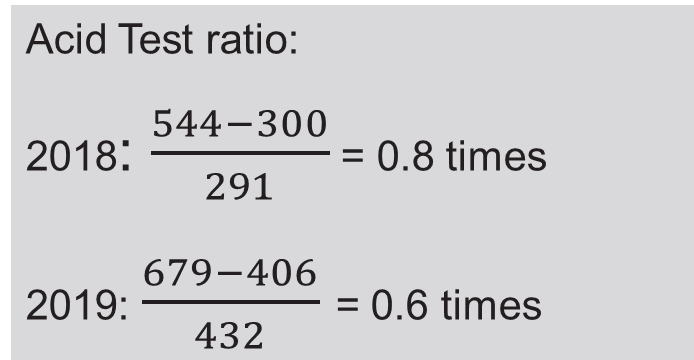 Acid Test ratio:
2018: 544−300 / 291 = 0.8 times
2019: 679−406 / 432 = 0.6 times